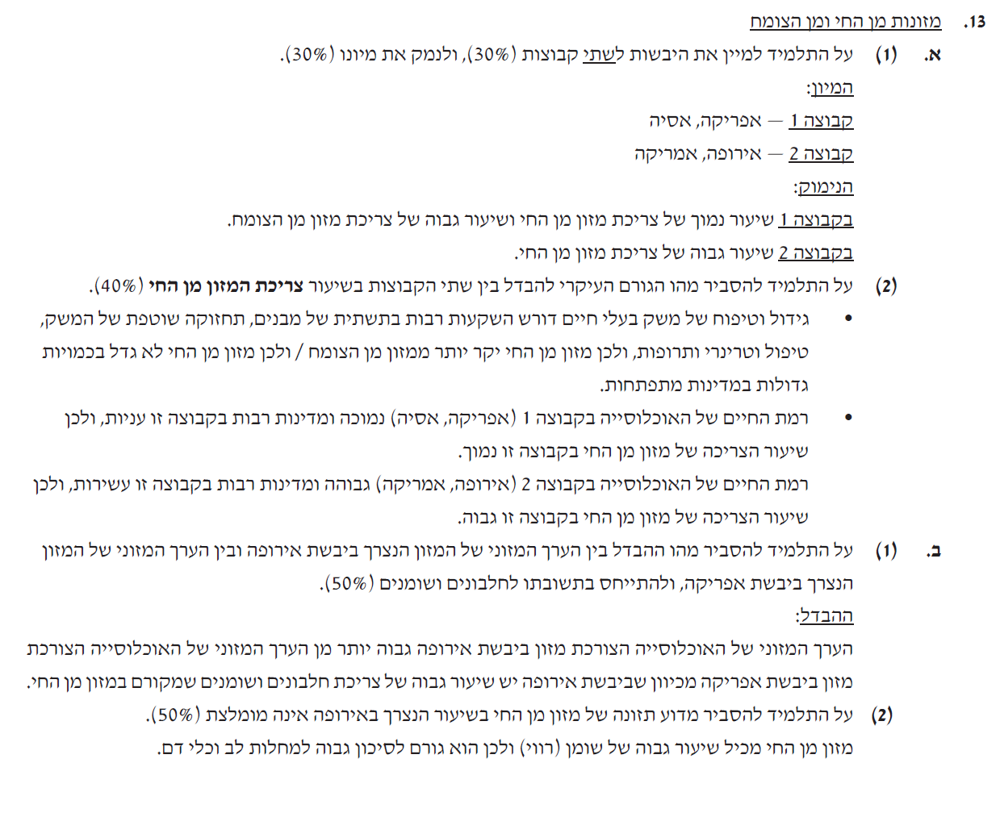 13. מזונות מן החי ומן הצומח
א. (1) על התלמיד למיין את היבשות לשתי קבוצות (30%), ולנמק את מיונו (30%).
המיון:
קבוצה 1 — אפריקה, אסיה
קבוצה 2 — אירופה, אמריקה
הנימוק:
בקבוצה 1 שיעור נמוך של צריכת מזון מן החי ושיעור גבוה של צריכת מזון מן הצומח.
בקבוצה 2 שיעור גבוה של צריכת מזון מן החי.
(2) על התלמיד להסביר מהו הגורם העיקרי להבדל בין שתי הקבוצות בשיעור צריכת המזון מן החי (40%).
• גידול וטיפוח של משק בעלי חיים דורש השקעות רבות בתשתית של מבנים, תחזוקה שוטפת של המשק,
טיפול וטרינרי ותרופות, ולכן מזון מן החי יקר יותר ממזון מן הצומח / ולכן מזון מן החי לא גדל בכמויות
גדולות במדינות מתפתחות.
• רמת החיים של האוכלוסייה בקבוצה 1 (אפריקה, אסיה) נמוכה ומדינות רבות בקבוצה זו עניות, ולכן
שיעור הצריכה של מזון מן החי בקבוצה זו נמוך.
רמת החיים של האוכלוסייה בקבוצה 2 (אירופה, אמריקה) גבוהה ומדינות רבות בקבוצה זו עשירות, ולכן
שיעור הצריכה של מזון מן החי בקבוצה זו גבוה.
ב. (1) על התלמיד להסביר מהו ההבדל בין הערך המזוני של המזון הנצרך ביבשת אירופה ובין הערך המזוני של המזון
הנצרך ביבשת אפריקה, ולהתייחס בתשובתו לחלבונים ושומנים (50%).
ההבדל:
הערך המזוני של האוכלוסייה הצורכת מזון ביבשת אירופה גבוה יותר מן הערך המזוני של האוכלוסייה הצורכת
מזון ביבשת אפריקה מכיוון שביבשת אירופה יש שיעור גבוה של צריכת חלבונים ושומנים שמקורם במזון מן החי.
(2) על התלמיד להסביר מדוע תזונה של מזון מן החי בשיעור הנצרך באירופה אינה מומלצת (50%).
מזון מן החי מכיל שיעור גבוה של שומן (רווי) ולכן הוא גורם לסיכון גבוה למחלות לב וכלי דם.